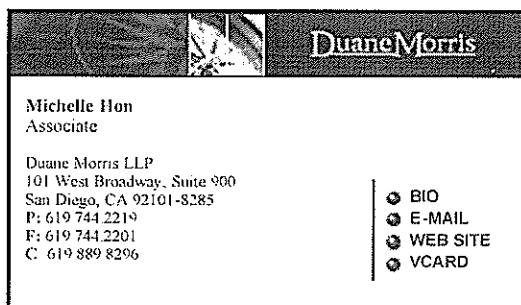 DuaneMorris
Michelle Hon
Associate
Duane Morris LLP
101 West Broadway, Suite 900
San Diego, CA 92101-8285
P: 619 744.2219
F: 619 744.2201
C 619 889 8296
BIO
E-MAIL
WEB SITE
VCARD